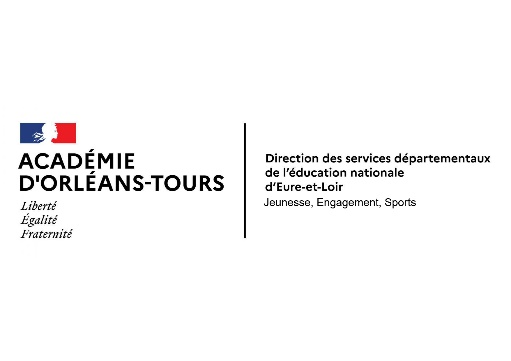 ACADÉMIE
D'ORLÉANS-TOURS
Liberté
Égalité
Fraternité
Direction des services départementaux
de l'éducation nationale
d'Eure-et-Loir
Jeunesse, Engagement, Sports